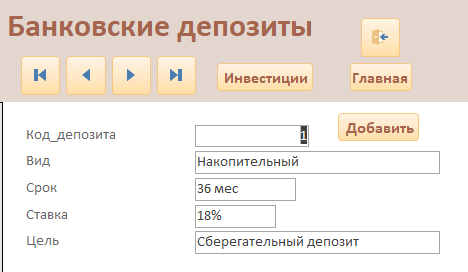 Банковские депозиты
Инвестиции
Главная
Добавить
Код_депозита 1
Вид Накопительный
Срок 36 мес
Ставка 18%
Цель Сберегательный депозит